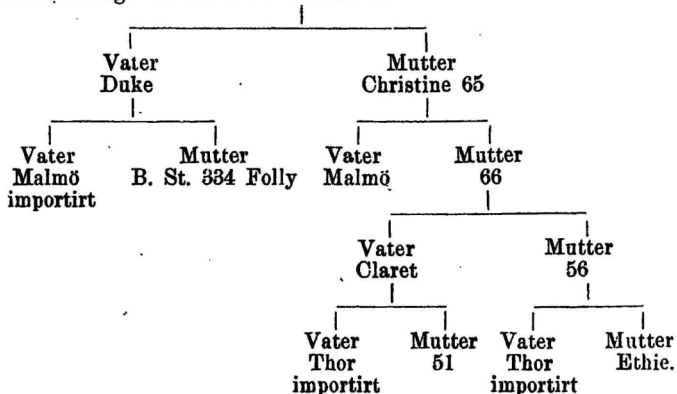 Vater Mutter
Duke Christine 65
Vater Mutter Vater Mutter
Malmö B. St. 334 Folly Malmö 66
importirt
Vater Mutter
Claret 56
Vater Mutter Vater Mutter
Thor 51 Thor Ethie.
importirt importirt